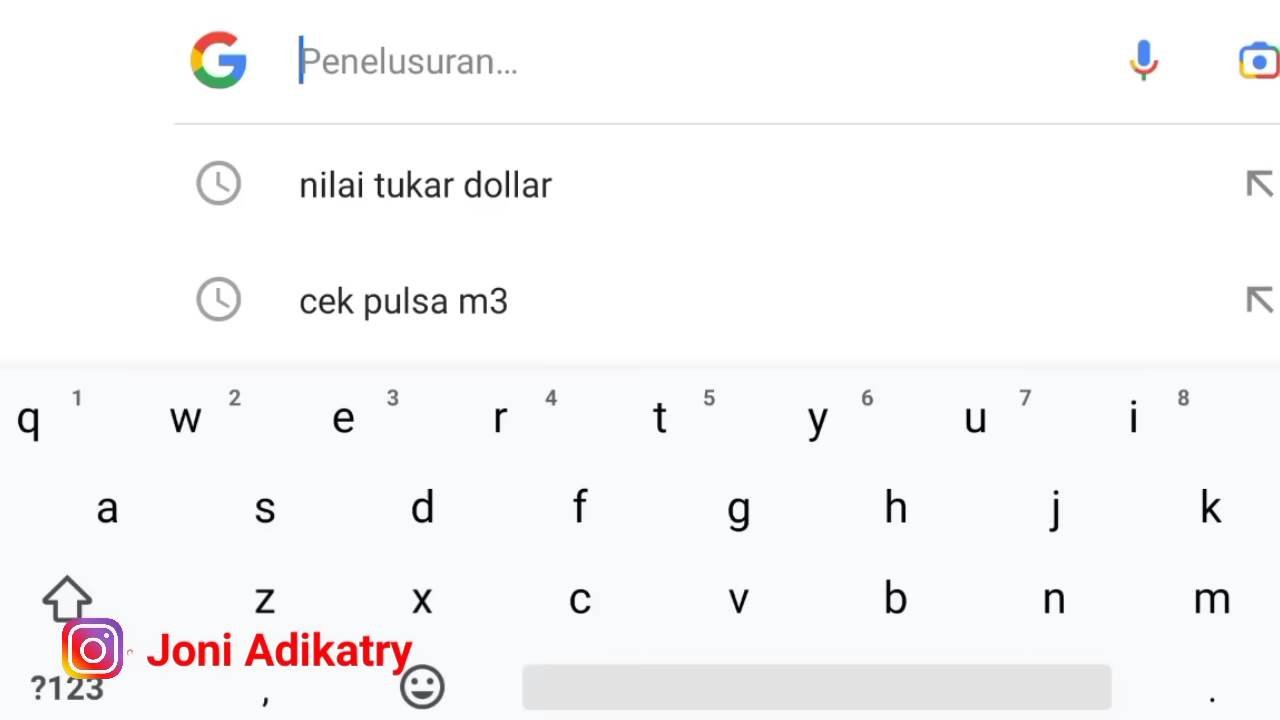 Penelusuran...
nilai tukar dollar
cek pulsa m3
q 1 w 2 e 3 r 4 t 5 y 6 u 7 i 8
a s d f g h j k
z x c v b n m
Joni Adikatry
?123 , .